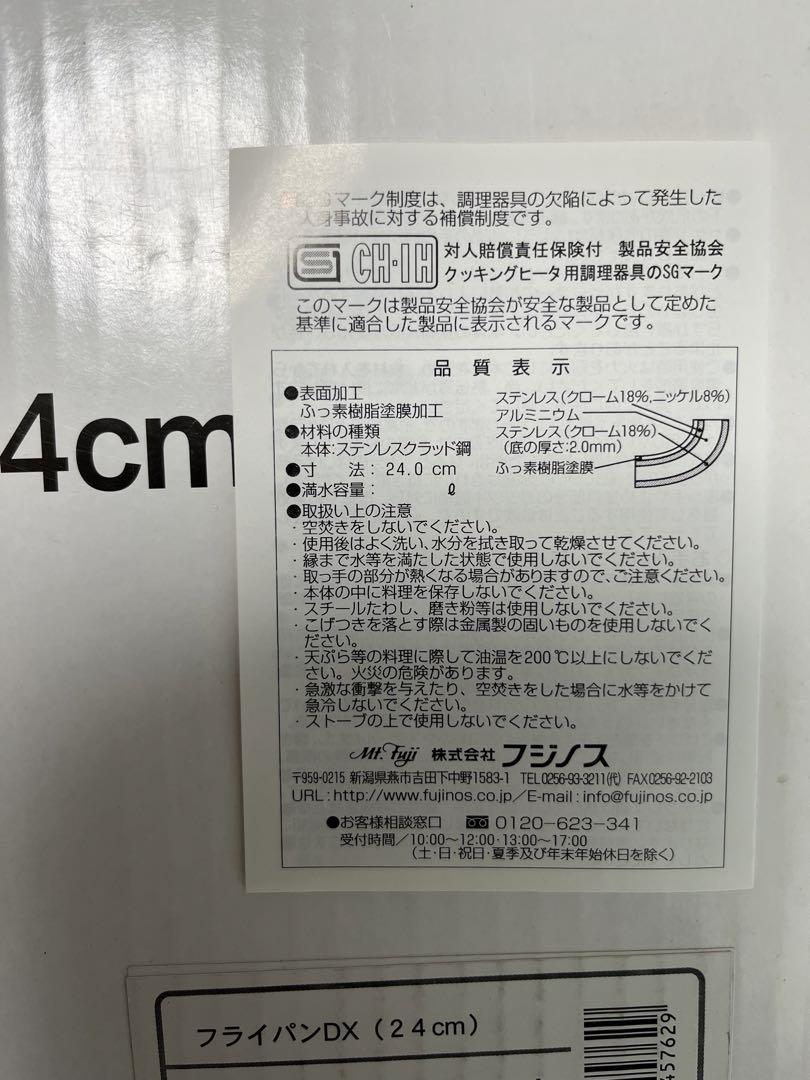 マーク制度は、調理器具の欠陥によって発生した
人身事故に対する補償制度です。
SG CH・IH 対人賠償責任保険付 製品安全協会
クッキングヒータ用調理器具のSGマーク
このマークは製品安全協会が安全な製品として定めた
基準に適合した製品に表示されるマークです。
品質表示
●表面加工
ふっ素樹脂塗膜加工
●材料の種類
本体:ステンレスクラッド鋼
●寸 法:24.0 cm
●満水容量: ℓ
ステンレス(クローム18%,ニッケル8%)
アルミニウム
ステンレス(クローム18%)
(底の厚さ:2.0mm)
ふっ素樹脂塗膜
●取扱い上の注意
・空焚きをしないでください。
・使用後はよく洗い、水分を拭き取って乾燥させてください。
・縁まで水等を満たした状態で使用しないでください。
・取っ手の部分が熱くなる場合がありますので、ご注意ください。
・本体の中に料理を保存しないでください。
・スチールたわし、磨き粉等は使用しないでください。
・こげつきを落とす際は金属製の固いものを使用しないでく
ださい。
・天ぷら等の料理に際して油温を200℃以上にしないでくだ
さい。火災の危険があります。
・急激な衝撃を与えたり、空焚きをした場合に水等をかけて
急冷しないでください。
・ストーブの上で使用しないでください。
Mt. Fuji 株式会社 フジノス
〒959-0215 新潟県燕市吉田下中野1583-1 TEL0256-93-3211(代) FAX0256-92-2103
URL:http://www.fujinos.co.jp/E-mail:info@fujinos.co.jp
●お客様相談窓口 0120-623-341
受付時間/10:00〜12:00・13:00〜17:00
(土・日・祝日・夏季及び年末年始休日を除く)
4cm
フライパンDX(24cm)
457629